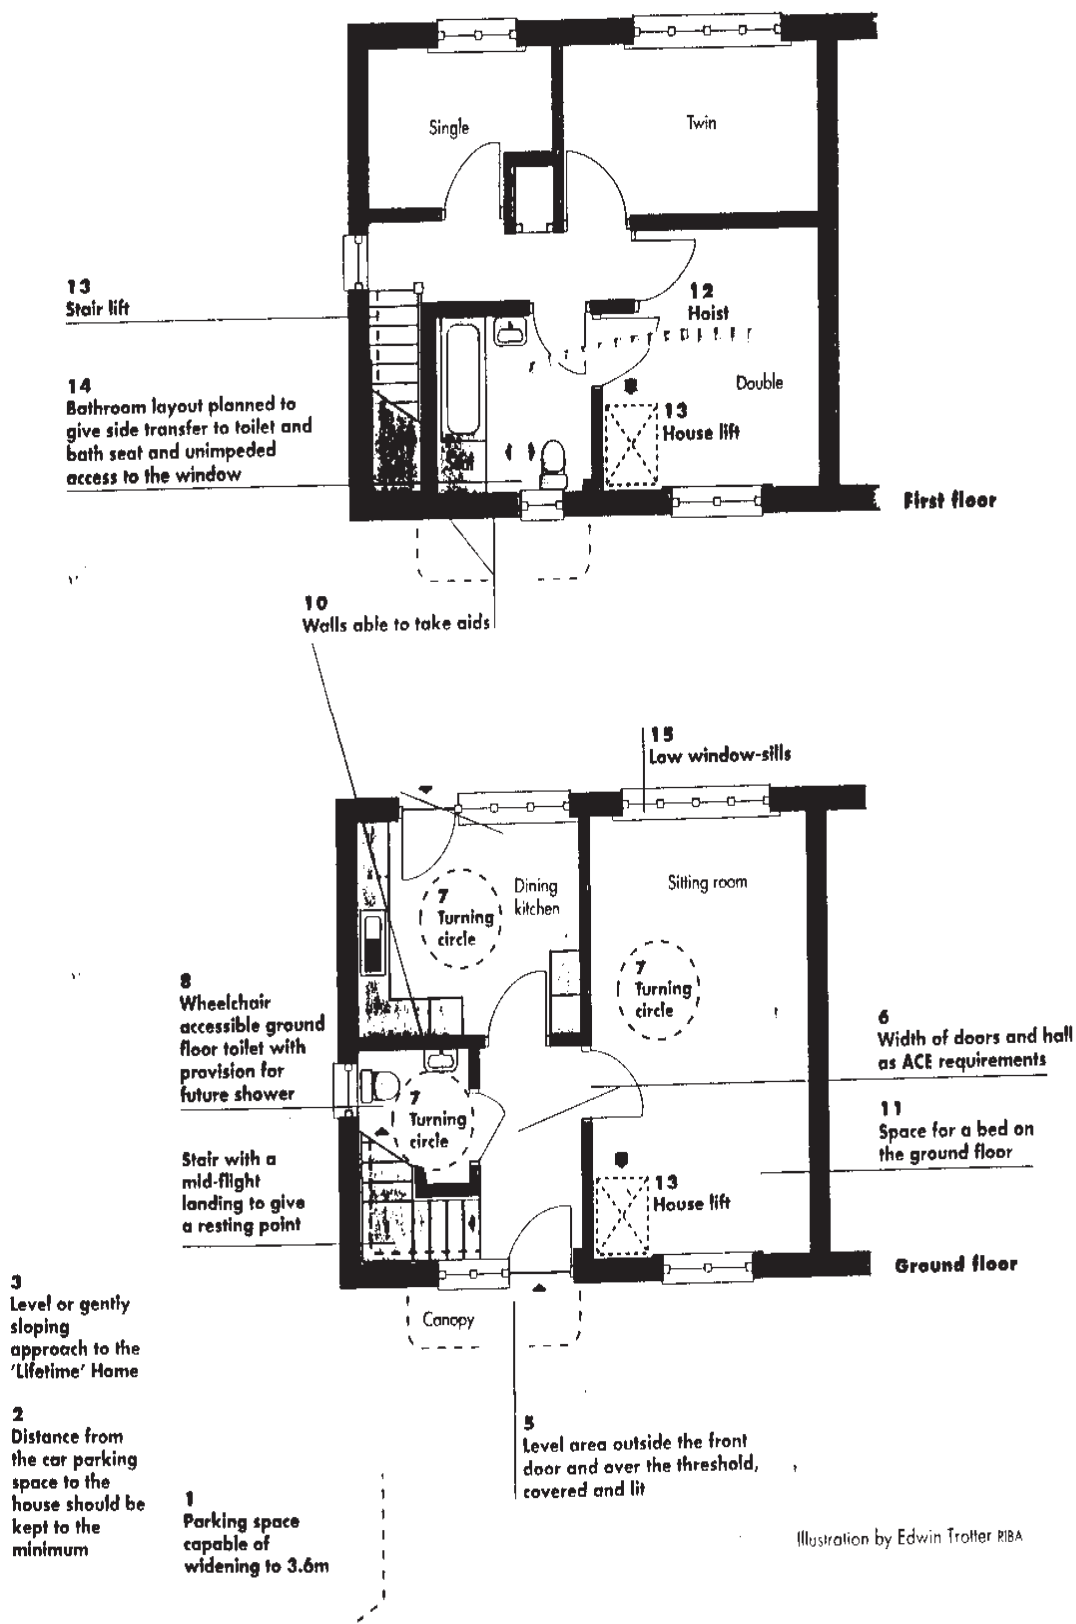 Single
Twin
13
Stair lift
12
Hoist
14
Bathroom layout planned to
give side transfer to toilet and
bath seat and unimpeded
access to the window
Double
13
House lift
Seat
First floor
10
Walls able to take aids
15
Low window-sills
Dining
kitchen
Sitting room
7
Turning
circle
7
Turning
circle
8
Wheelchair
accessible ground
floor toilet with
provision for
future shower
7
Turning
circle
6
Width of doors and hall
as ACE requirements
11
Space for a bed on
the ground floor
Stair with a
mid-flight
landing to give
a resting point
13
House lift
Ground floor
3
Level or gently
sloping
approach to the
'Lifetime' Home
Canopy
2
Distance from
the car parking
space to the
house should be
kept to the
minimum
1
Parking space
capable of
widening to 3.6m
5
Level area outside the front
door and over the threshold,
covered and lit
Illustration by Edwin Trotter RIBA